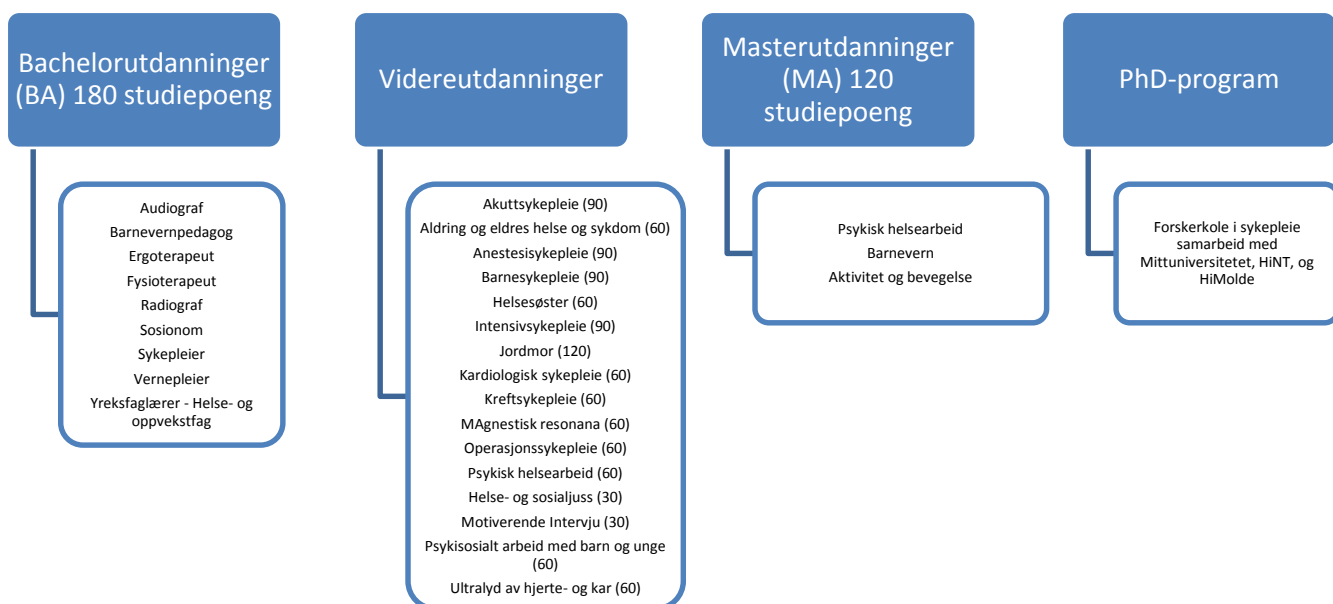 Bachelorutdanninger
(BA) 180 studiepoeng
Audiograf
Barnevernpedagog
Ergoterapeut
Fysioterapeut
Radiograf
Sosionom
Sykepleier
Vernepleier
Yreksfaglærer - Helse- og
oppvekstfag
Videreutdanninger
Akuttsykepleie (90)
Aldring og eldres helse og sykdom (60)
Anestesisykepleie (90)
Barnesykepleie (90)
Helsesøster (60)
Intensivsykepleie (90)
Jordmor (120)
Kardiologisk sykepleie (60)
Kreftsykepleie (60)
MAgnestisk resonana (60)
Operasjonssykepleie (60)
Psykisk helsearbeid (60)
Helse- og sosialjuss (30)
Motiverende Intervju (30)
Psykisosialt arbeid med barn og unge
(60)
Ultralyd av hjerte- og kar (60)
Masterutdanninger
(MA) 120
studiepoeng
Psykisk helsearbeid
Barnevern
Aktivitet og bevegelse
PhD-program
Forskerkole i sykepleie
samarbeid med
Mittuniversitetet, HiNT, og
HiMolde